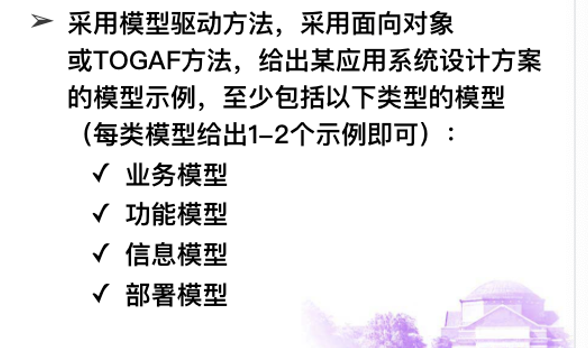 ➢ 采用模型驱动方法，采用面向对象
或TOGAF方法，给出某应用系统设计方案
的模型示例，至少包括以下类型的模型
（每类模型给出1–2个示例即可）：
✓ 业务模型
✓ 功能模型
✓ 信息模型
✓ 部署模型